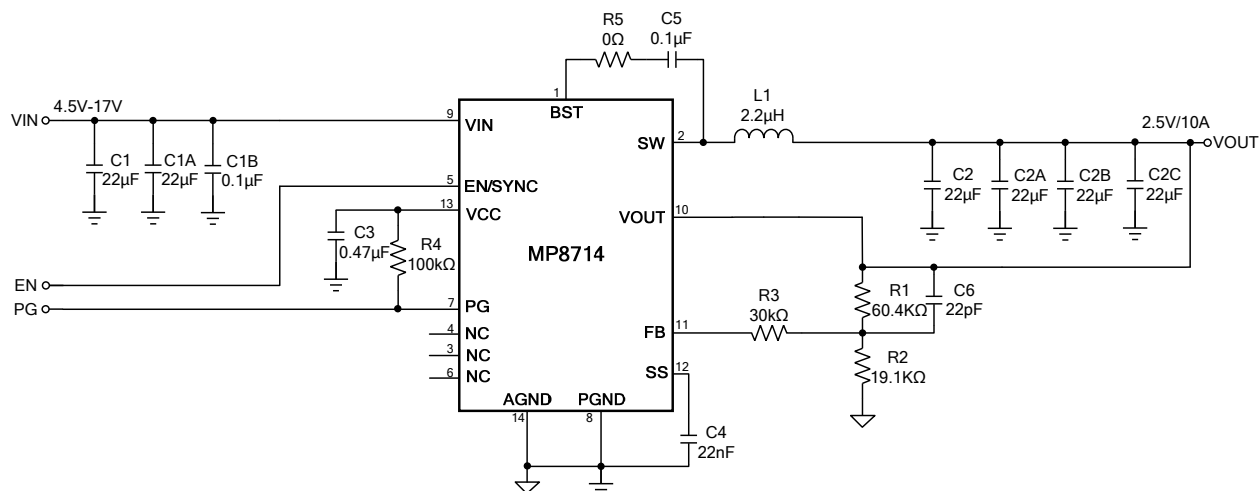 R5
0Ω
C5
0.1µF
1
BST
VIN
4.5V-17V
9
VIN
C1
22µF
C1A
22µF
C1B
0.1µF
SW
2
L1
2.2µH
2.5V/10A
VOUT
C2
22µF
C2A
22µF
C2B
22µF
C2C
22µF
5
EN/SYNC
13
VCC
C3
0.47µF
R4
100kΩ
VOUT
10
MP8714
EN
PG
7
PG
4
NC
3
NC
6
NC
FB
11
R3
30kΩ
R1
60.4KΩ
C6
22pF
R2
19.1KΩ
SS
12
C4
22nF
AGND
14
PGND
8